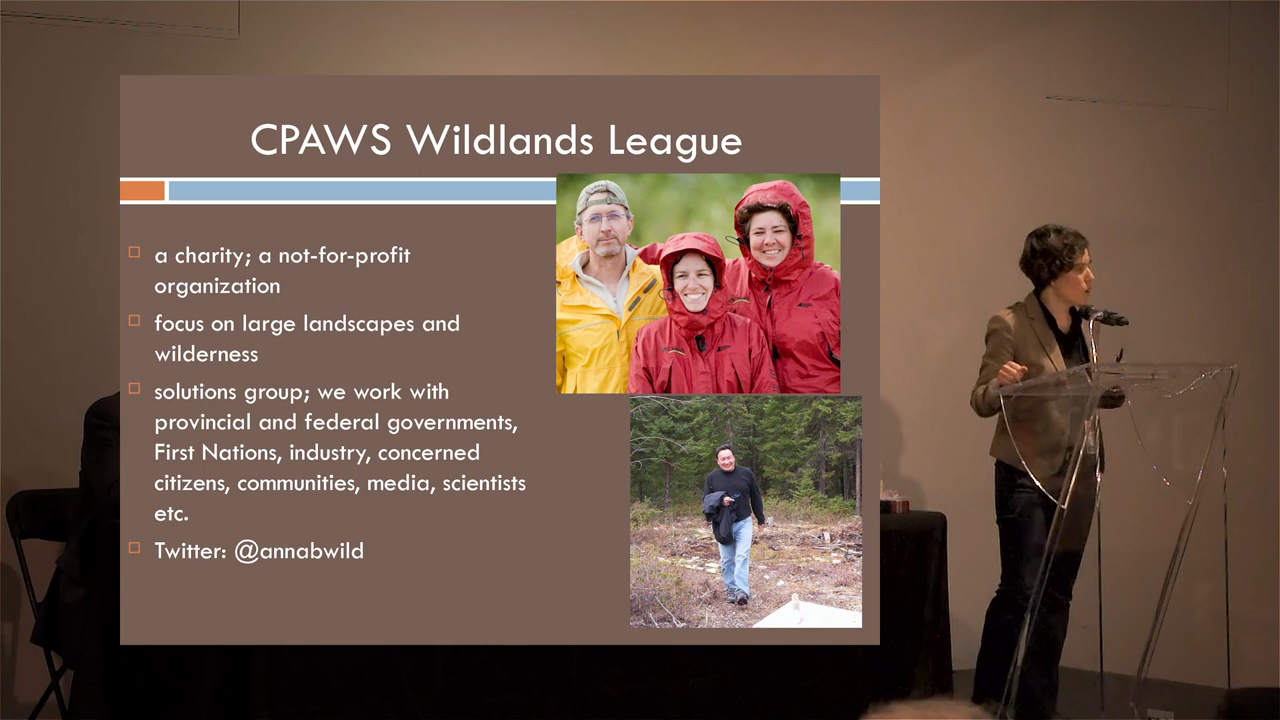 CPAWS Wildlands League
a charity; a not-for-profit
organization
focus on large landscapes and
wilderness
solutions group; we work with
provincial and federal governments,
First Nations, industry, concerned
citizens, communities, media, scientists
etc.
Twitter: @annabwild